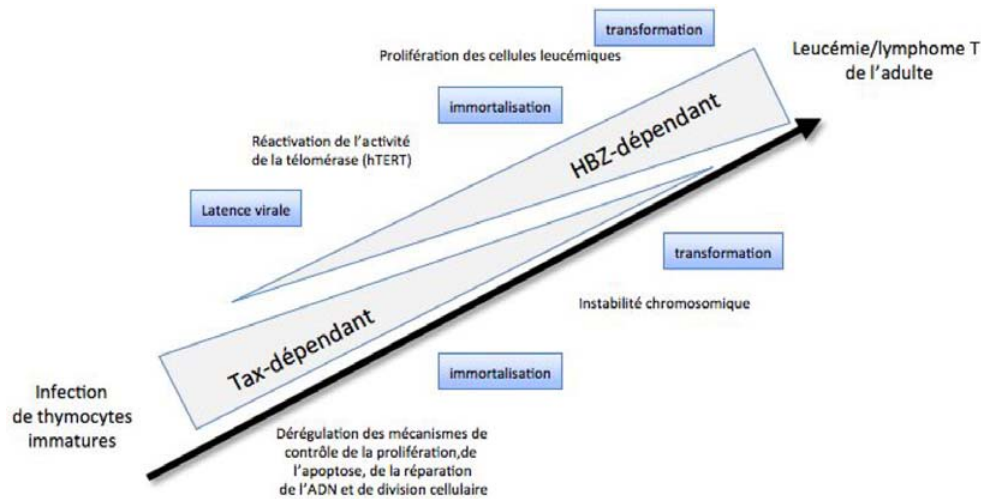 transformation
Prolifération des cellules leucémiques
Leucémie/lymphome T
de l'adulte
immortalisation
Réactivation de l'activité
de la télomérase (hTERT)
HBZ-dépendant
Latence virale
transformation
Instabilité chromosomique
Tax-dépendant
immortalisation
Infection
de thymocytes
immatures
Dérégulation des mécanismes de
contrôle de la prolifération,de
l'apoptose, de la réparation
de l'ADN et de division cellulaire